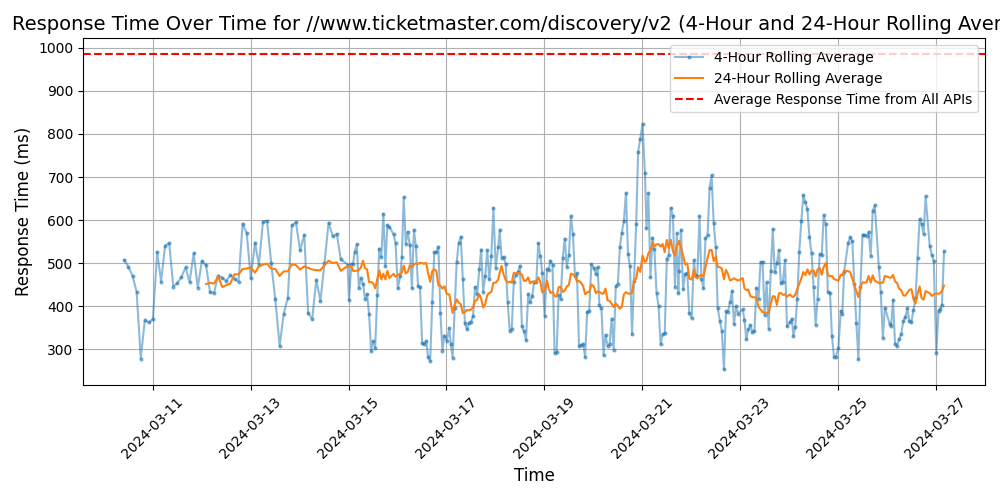 Response Time Over Time for //www.ticketmaster.com/discovery/v2 (4-Hour and 24-Hour Rolling Aver
1000
900
800
700
600
500
400
300
Response Time (ms)
4-Hour Rolling Average
24-Hour Rolling Average
Average Response Time from All APIs
2024-03-11
2024-03-13
2024-03-15
2024-03-17
2024-03-19
2024-03-21
2024-03-23
2024-03-25
2024-03-27
Time